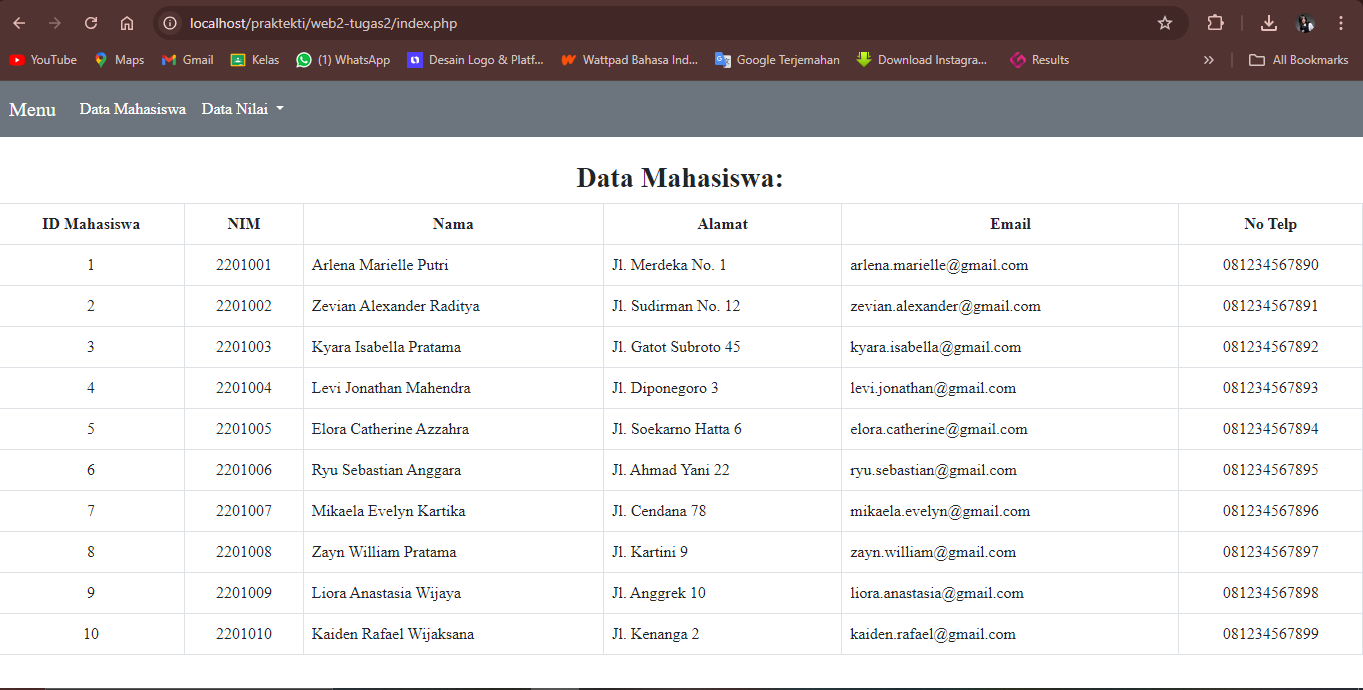 localhost/praktekti/web2-tugas2/index.php
YouTube Maps Gmail Kelas (1) WhatsApp Desain Logo & Platf... Wattpad Bahasa Ind... Google Terjemahan Download Instagra... Results » All Bookmarks
Menu Data Mahasiswa Data Nilai
Data Mahasiswa:
ID Mahasiswa NIM Nama Alamat Email No Telp
1 2201001 Arlena Marielle Putri Jl. Merdeka No. 1 arlena.marielle@gmail.com 081234567890
2 2201002 Zevian Alexander Raditya Jl. Sudirman No. 12 zevian.alexander@gmail.com 081234567891
3 2201003 Kyara Isabella Pratama Jl. Gatot Subroto 45 kyara.isabella@gmail.com 081234567892
4 2201004 Levi Jonathan Mahendra Jl. Diponegoro 3 levi.jonathan@gmail.com 081234567893
5 2201005 Elora Catherine Azzahra Jl. Soekarno Hatta 6 elora.catherine@gmail.com 081234567894
6 2201006 Ryu Sebastian Anggara Jl. Ahmad Yani 22 ryu.sebastian@gmail.com 081234567895
7 2201007 Mikaela Evelyn Kartika Jl. Cendana 78 mikaela.evelyn@gmail.com 081234567896
8 2201008 Zayn William Pratama Jl. Kartini 9 zayn.william@gmail.com 081234567897
9 2201009 Liora Anastasia Wijaya Jl. Anggrek 10 liora.anastasia@gmail.com 081234567898
10 2201010 Kaiden Rafael Wijaksana Jl. Kenanga 2 kaiden.rafael@gmail.com 081234567899